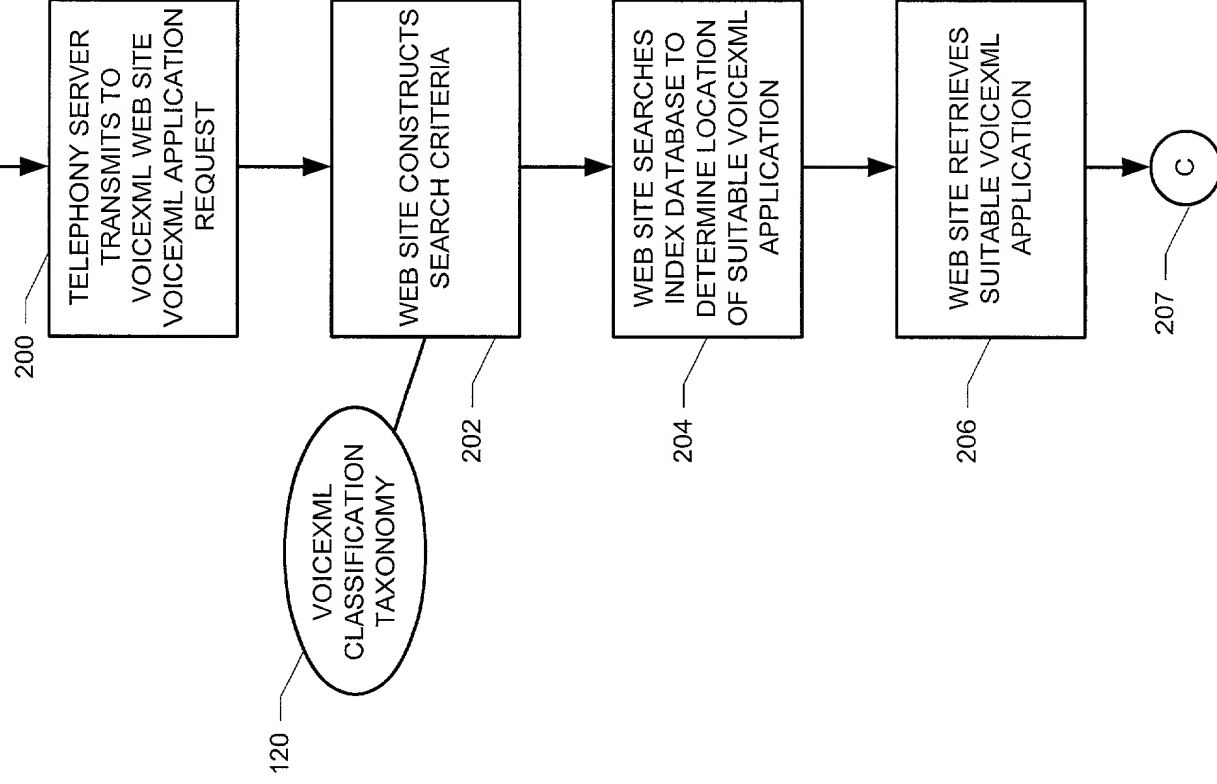 TELEPHONY SERVER
TRANSMITS TO
VOICEXML WEB SITE
VOICEXML APPLICATION
REQUEST
200
WEB SITE CONSTRUCTS
SEARCH CRITERIA
202
VOICEXML
CLASSIFICATION
TAXONOMY
120
WEB SITE SEARCHES
INDEX DATABASE TO
DETERMINE LOCATION
OF SUITABLE VOICEXML
APPLICATION
204
WEB SITE RETRIEVES
SUITABLE VOICEXML
APPLICATION
206
C
207